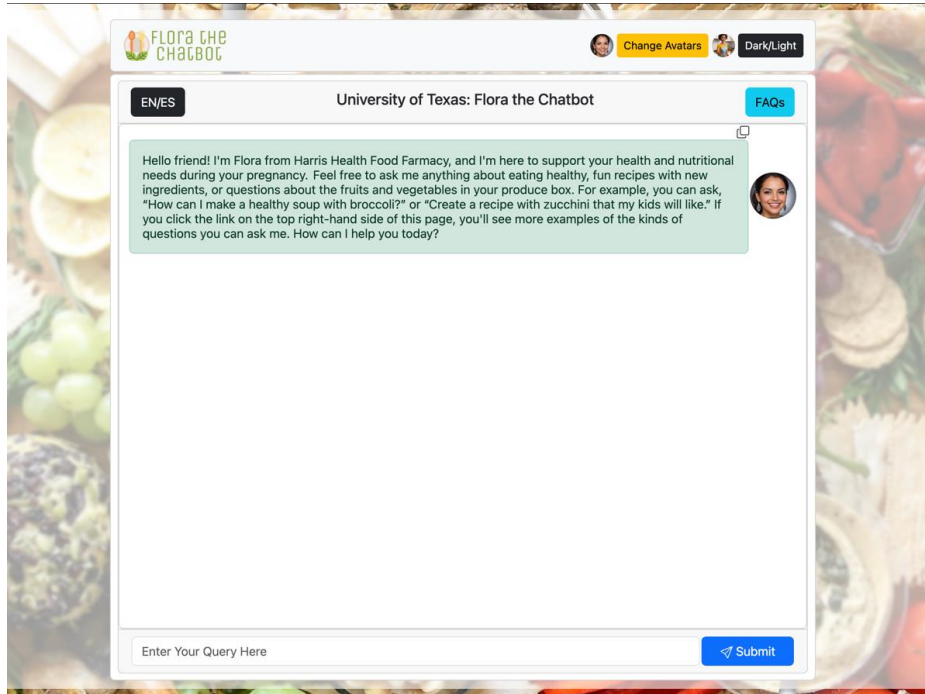 FLORA THE
CHATBOT
Change Avatars
Dark/Light
EN/ES
University of Texas: Flora the Chatbot
FAQs
Hello friend! I'm Flora from Harris Health Food Farmacy, and I'm here to support your health and nutritional
needs during your pregnancy. Feel free to ask me anything about eating healthy, fun recipes with new
ingredients, or questions about the fruits and vegetables in your produce box. For example, you can ask,
“How can I make a healthy soup with broccoli?” or “Create a recipe with zucchini that my kids will like.” If
you click the link on the top right-hand side of this page, you'll see more examples of the kinds of
questions you can ask me. How can I help you today?
Enter Your Query Here
Submit